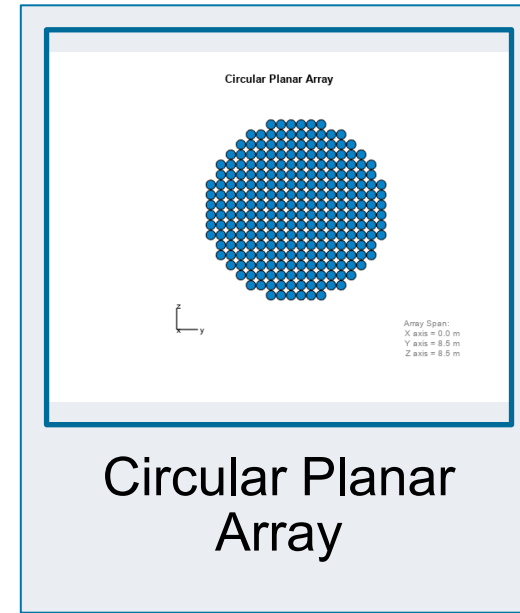 Circular Planar Array
z
x
y
Array Span:
X axis = 0.0 m
Y axis = 8.5 m
Z axis = 8.5 m
Circular Planar
Array